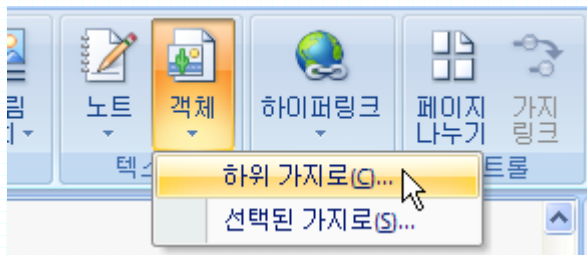 림
노트
객체
하이퍼링크
페이지
나누기
가지
링크
텍스
트롤
하위 가지로(C)...
선택된 가지로(S)...